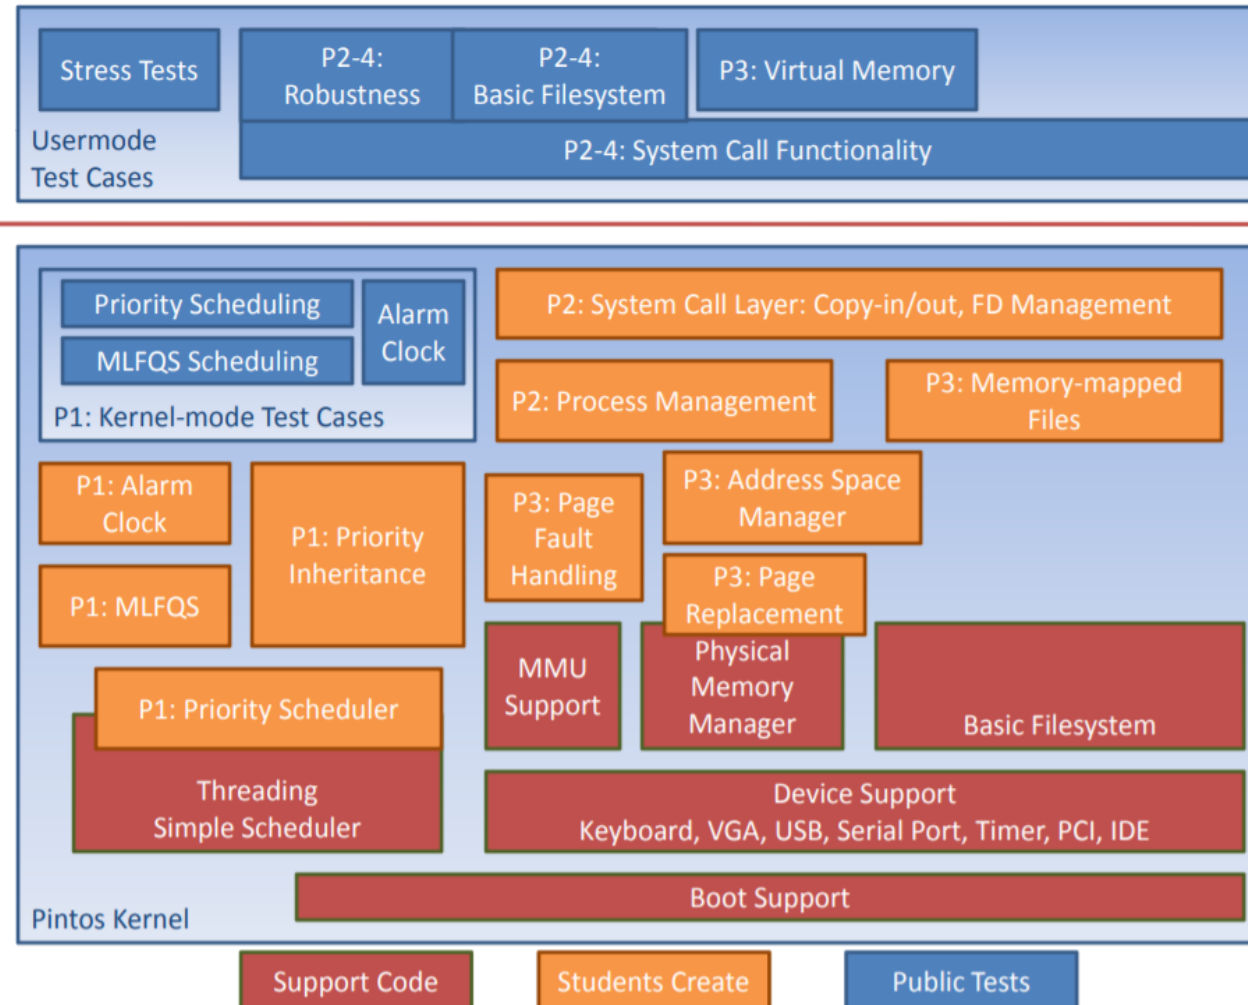 Stress Tests
P2-4:
Robustness
P2-4:
Basic Filesystem
P3: Virtual Memory
Usermode
Test Cases
P2-4: System Call Functionality
Priority Scheduling
MLFQS Scheduling
Alarm
Clock
P1: Kernel-mode Test Cases
P2: System Call Layer: Copy-in/out, FD Management
P2: Process Management
P3: Memory-mapped
Files
P1: Alarm
Clock
P1: MLFQS
P1: Priority
Inheritance
P3: Page
Fault
Handling
P3: Address Space
Manager
P3: Page
Replacement
P1: Priority Scheduler
Threading
Simple Scheduler
MMU
Support
Physical
Memory
Manager
Basic Filesystem
Device Support
Keyboard, VGA, USB, Serial Port, Timer, PCI, IDE
Boot Support
Pintos Kernel
Support Code
Students Create
Public Tests